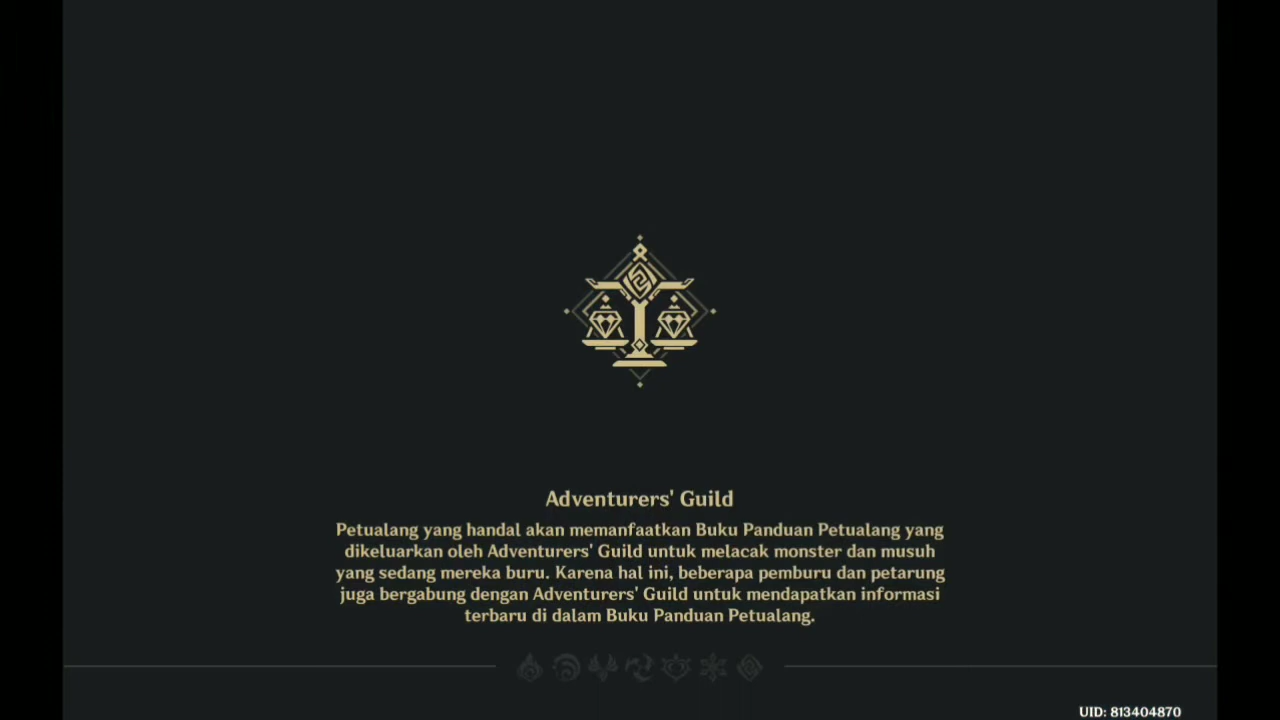 Adventurers' Guild
Petualang yang handal akan memanfaatkan Buku Panduan Petualang yang
dikeluarkan oleh Adventurers' Guild untuk melacak monster dan musuh
yang sedang mereka buru. Karena hal ini, beberapa pemburu dan petarung
juga bergabung dengan Adventurers' Guild untuk mendapatkan informasi
terbaru di dalam Buku Panduan Petualang.
UID: 813404870